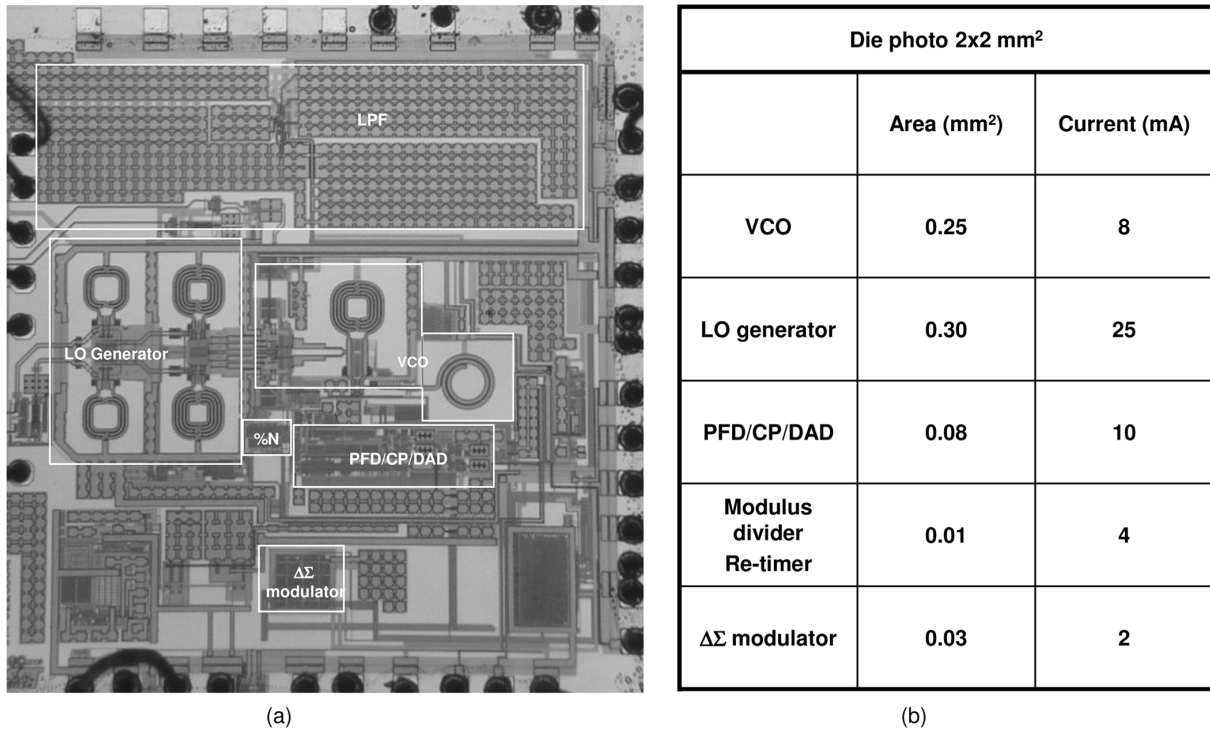 LPF
LO Generator
VCO
%N
PFD/CP/DAD
ΔΣ
modulator
(a)
Die photo 2x2 mm²
Area (mm²) Current (mA)
VCO 0.25 8
LO generator 0.30 25
PFD/CP/DAD 0.08 10
Modulus
divider
Re-timer
0.01 4
ΔΣ modulator 0.03 2
(b)